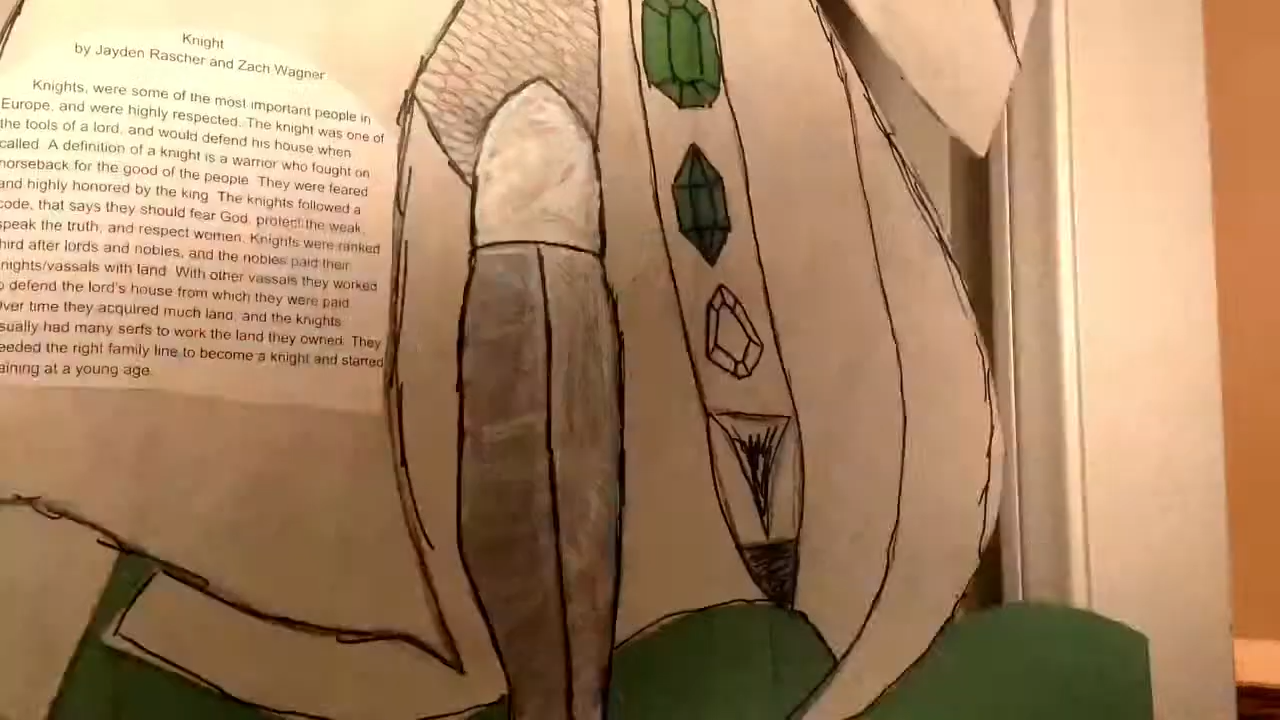 Knight
by Jayden Rascher and Zach Wagner
Knights, were some of the most important people in
Europe, and were highly respected. The knight was one of
the tools of a lord, and would defend his house when
called. A definition of a knight is a warrior who fought on
horseback for the good of the people. They were feared
and highly honored by the king. The knights followed a
code, that says they should fear God, protect the weak,
speak the truth, and respect women. Knights were ranked
hird after lords and nobles, and the nobles paid their
nights/vassals with land. With other vassals they worked
o defend the lord's house from which they were paid.
ver time they acquired much land, and the knights
sually had many serfs to work the land they owned. They
eeded the right family line to become a knight and started
aining at a young age.